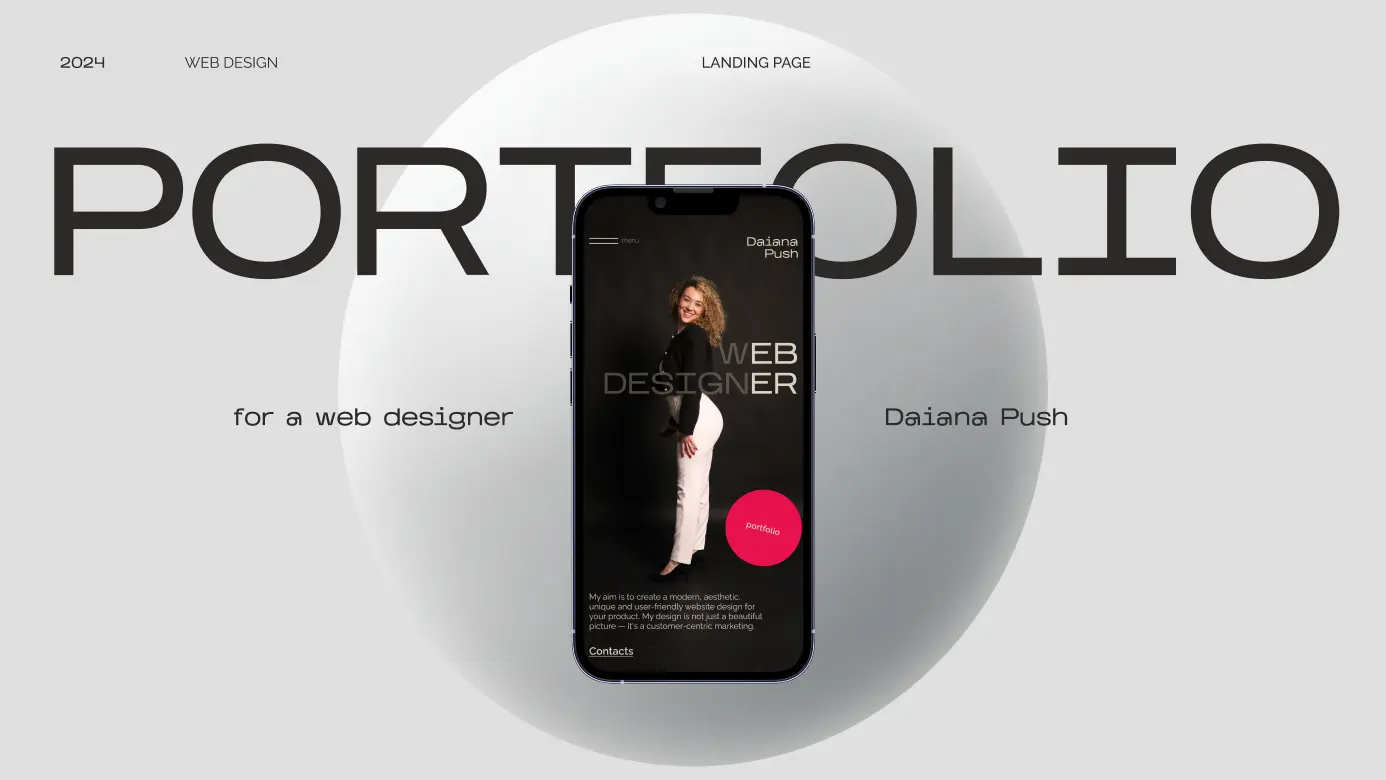 2024 WEB DESIGN LANDING PAGE
PORTFOLIO
for a web designer
Daiana Push
menu
Daiana
Push
WEB
DESIGNER
portfolio
My aim is to create a modern, aesthetic,
unique and user-friendly website design for
your product. My design is not just a beautiful
picture — it's a customer-centric marketing.
Contacts